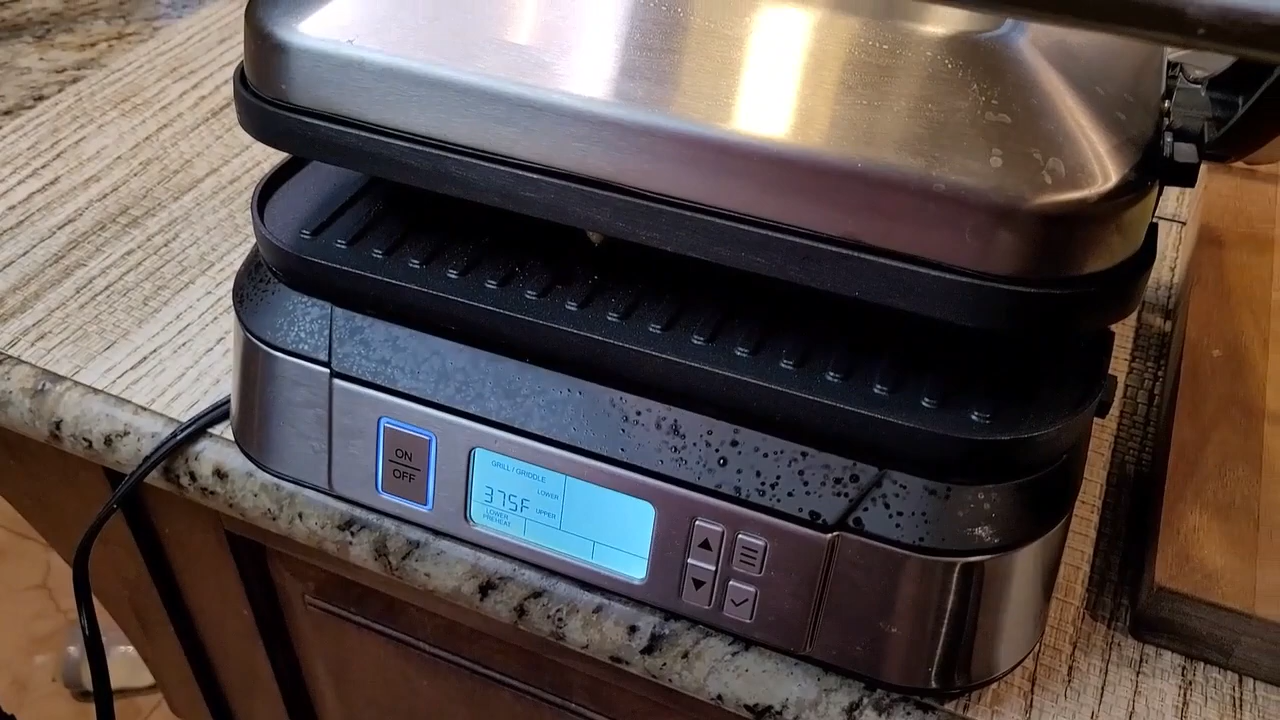 ON
OFF
GRILL / GRIDDLE
LOWER
375F UPPER
LOWER
PREHEAT